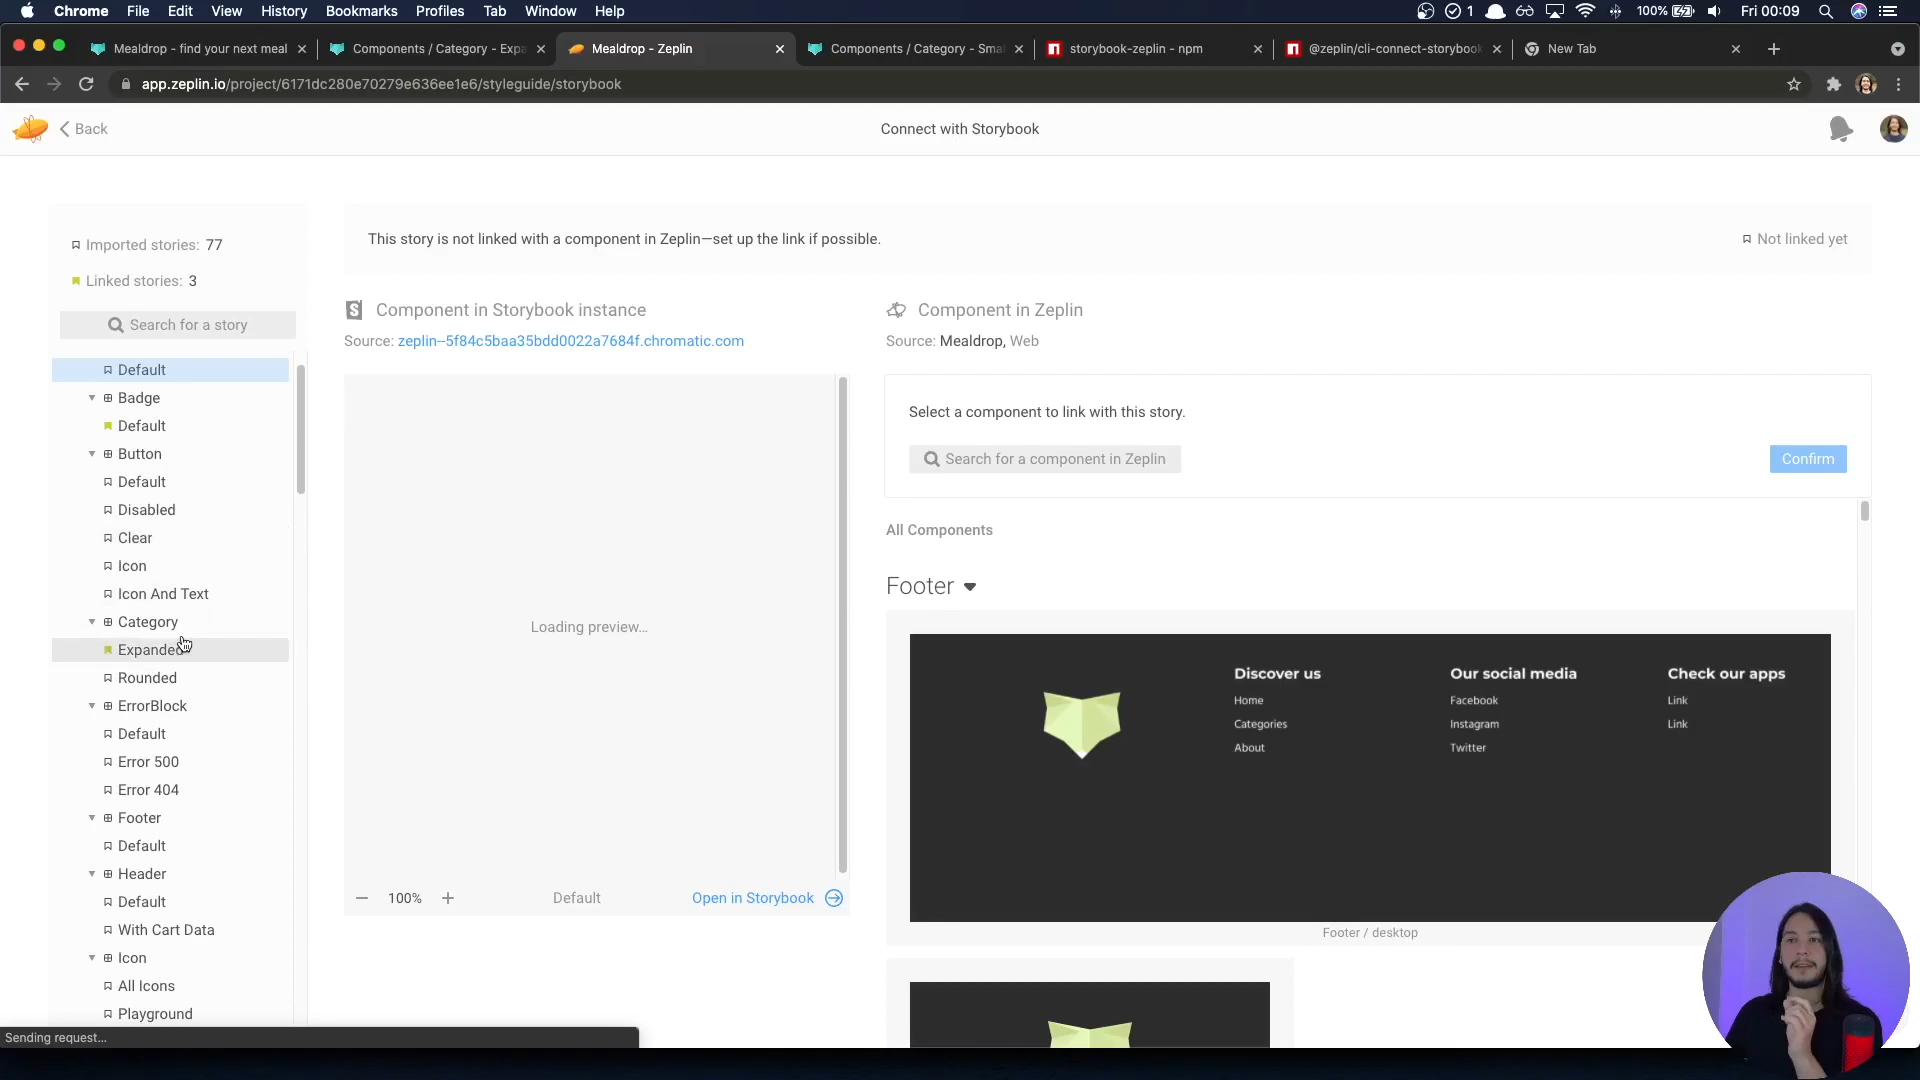 Chrome File Edit View History Bookmarks Profiles Tab Window Help
1 100% Fri 00:09
Mealdrop - find your next meal
Components / Category - Expa
Mealdrop - Zeplin
Components / Category - Smal
storybook-zeplin - npm
@zeplin/cli-connect-storybook
New Tab
app.zeplin.io/project/6171dc280e70279e636ee1e6/styleguide/storybook
Back
Connect with Storybook
Imported stories: 77
Linked stories: 3
Search for a story
Default
Badge
Default
Button
Default
Disabled
Clear
Icon
Icon And Text
Category
Expanded
Rounded
ErrorBlock
Default
Error 500
Error 404
Footer
Default
Header
Default
With Cart Data
Icon
All Icons
Playground
Sending request...
This story is not linked with a component in Zeplin—set up the link if possible.
Not linked yet
Component in Storybook instance
Source: zeplin--5f84c5baa35bdd0022a7684f.chromatic.com
Loading preview...
100%
Default
Open in Storybook
Component in Zeplin
Source: Mealdrop, Web
Select a component to link with this story.
Search for a component in Zeplin
Confirm
All Components
Footer
Discover us
Home
Categories
About
Our social media
Facebook
Instagram
Twitter
Check our apps
Link
Link
Footer / desktop